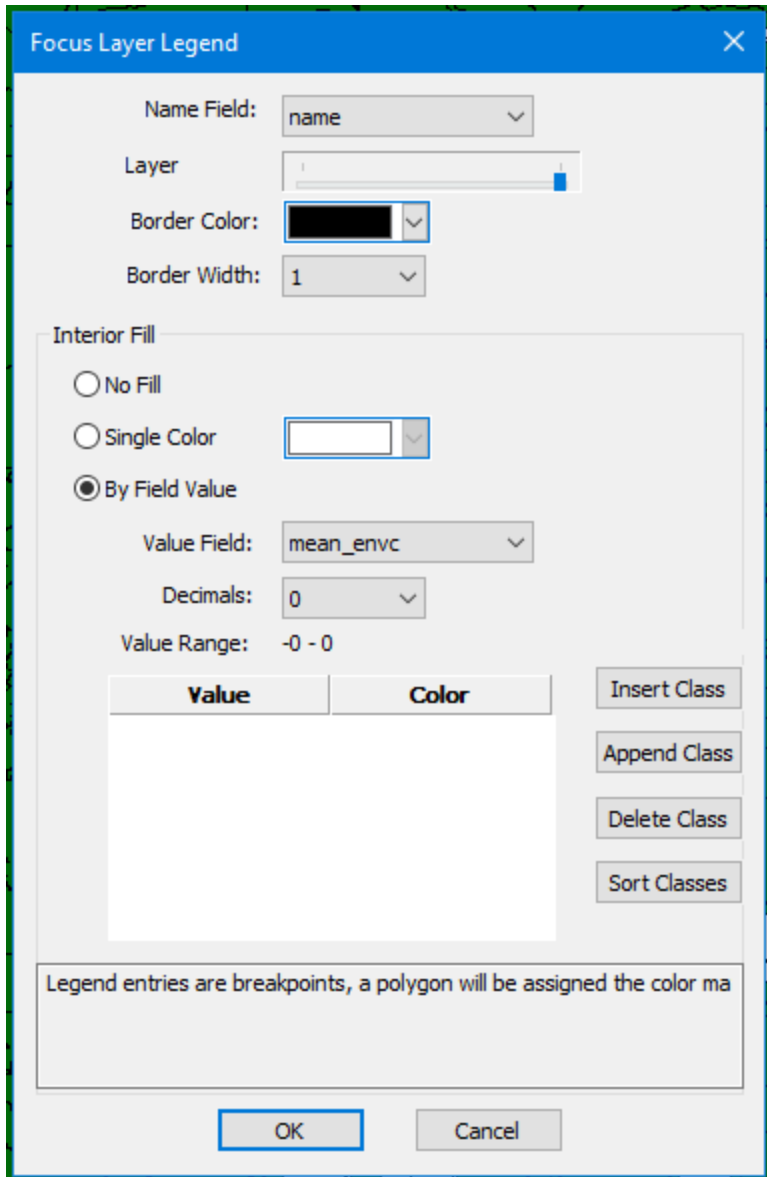 Focus Layer Legend
Name Field: name
Layer
Border Color:
Border Width: 1
Interior Fill
No Fill
Single Color
By Field Value
Value Field: mean_envc
Decimals: 0
Value Range: -0 - 0
Value Color
Insert Class
Append Class
Delete Class
Sort Classes
Legend entries are breakpoints, a polygon will be assigned the color ma
OK Cancel